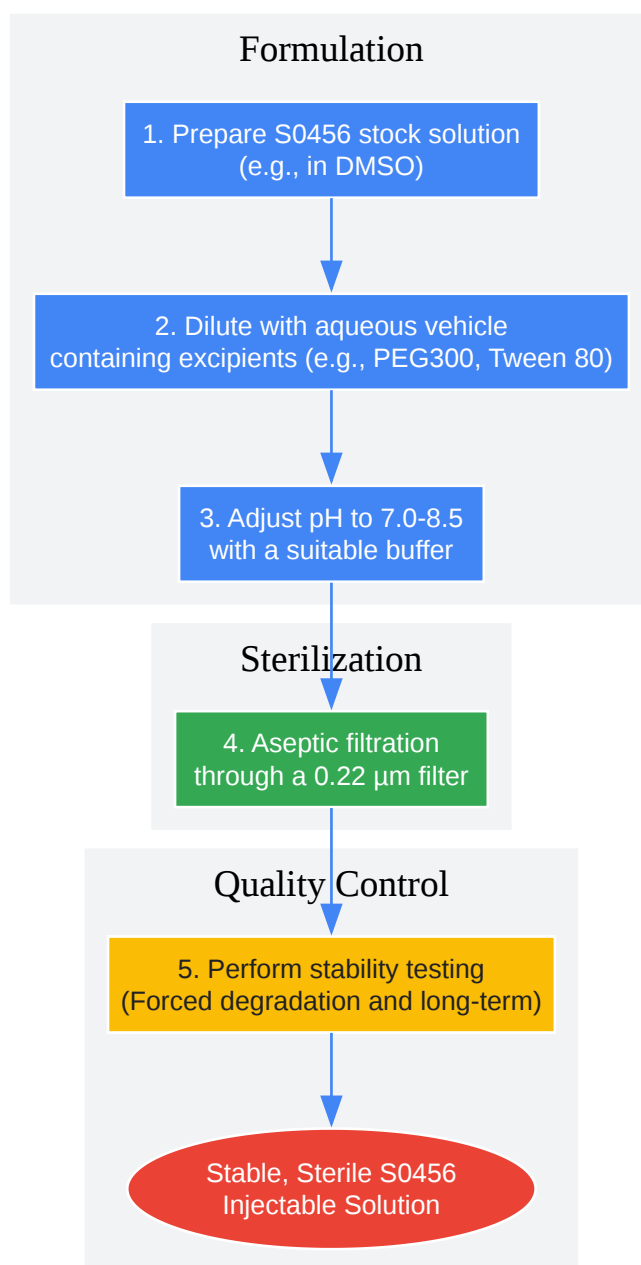 Formulation
1. Prepare S0456 stock solution
(e.g., in DMSO)
2. Dilute with aqueous vehicle
containing excipients (e.g., PEG300, Tween 80)
3. Adjust pH to 7.0-8.5
with a suitable buffer
Sterilization
4. Aseptic filtration
through a 0.22 µm filter
Quality Control
5. Perform stability testing
(Forced degradation and long-term)
Stable, Sterile S0456
Injectable Solution